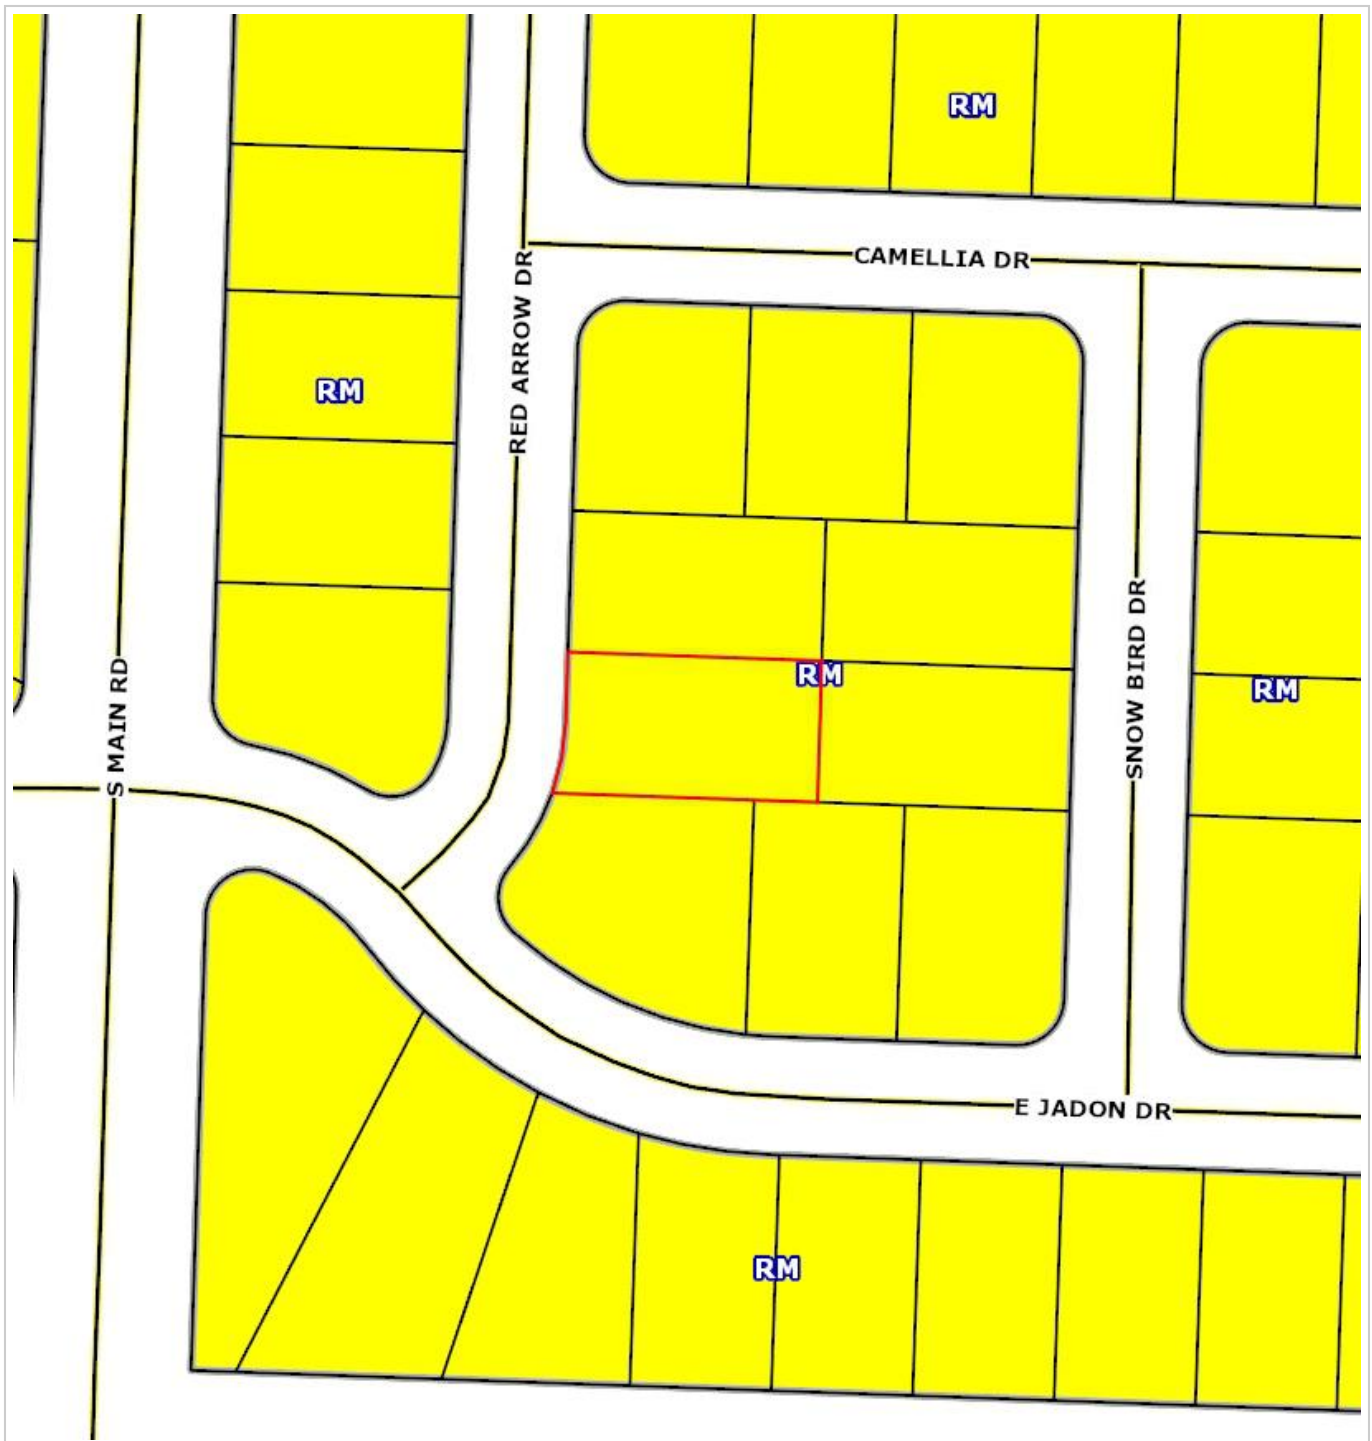 RM
CAMELLIA DR
RED ARROW DR
RM
SNOW BIRD DR
RM
RM
S MAIN RD
E JADON DR
RM